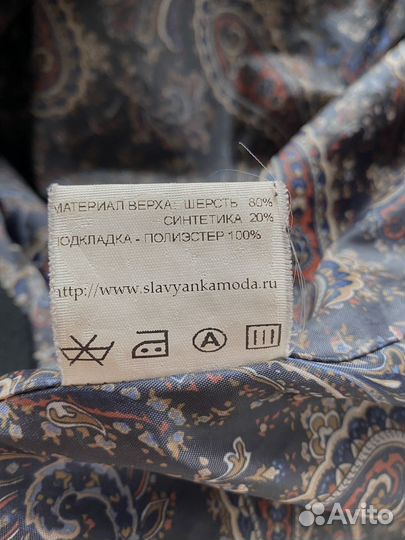 МАТЕРИАЛ ВЕРХА: ШЕРСТЬ 80%
СИНТЕТИКА 20%
ПОДКЛАДКА - ПОЛИЭСТЕР 100%
http://www.slavyankamoda.ru
A
Avito